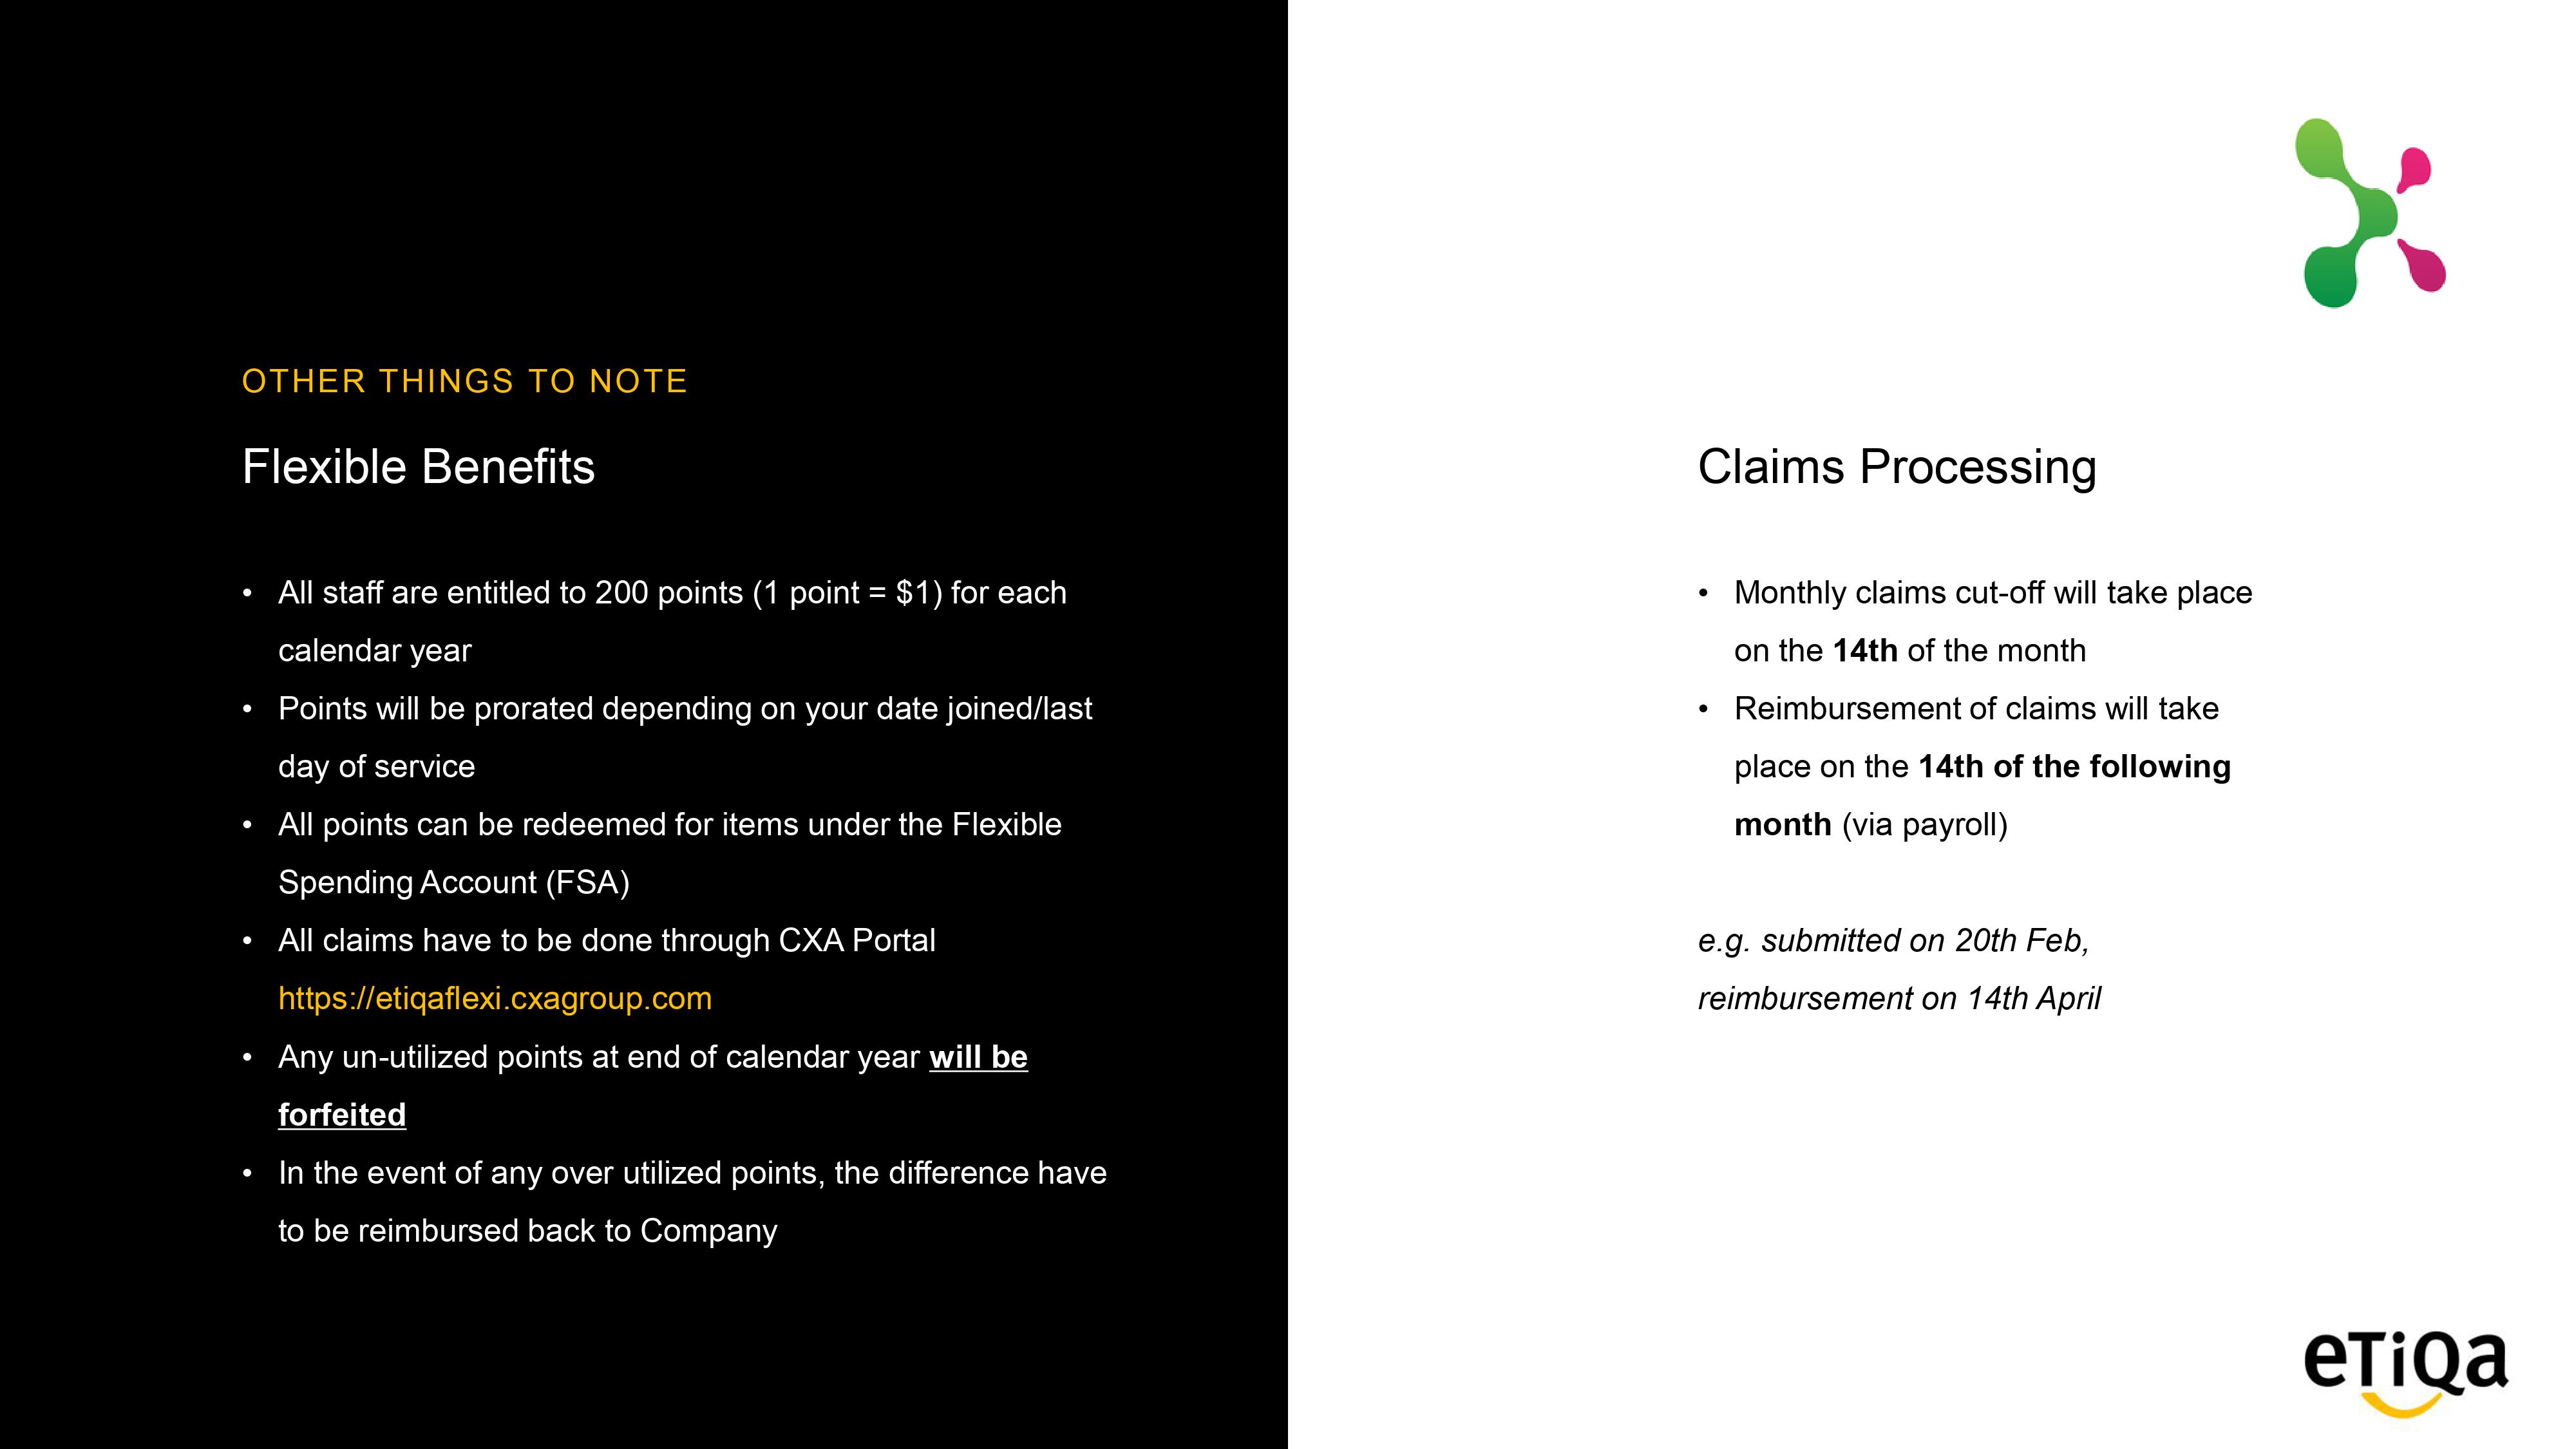 OTHER THINGS TO NOTE
Flexible Benefits
• All staff are entitled to 200 points (1 point = $1) for each
calendar year
• Points will be prorated depending on your date joined/last
day of service
• All points can be redeemed for items under the Flexible
Spending Account (FSA)
• All claims have to be done through CXA Portal
https://etiqaflexi.cxagroup.com
• Any un-utilized points at end of calendar year will be
forfeited
• In the event of any over utilized points, the difference have
to be reimbursed back to Company
Claims Processing
• Monthly claims cut-off will take place
on the 14th of the month
• Reimbursement of claims will take
place on the 14th of the following
month (via payroll)
e.g. submitted on 20th Feb,
reimbursement on 14th April
eTiQa